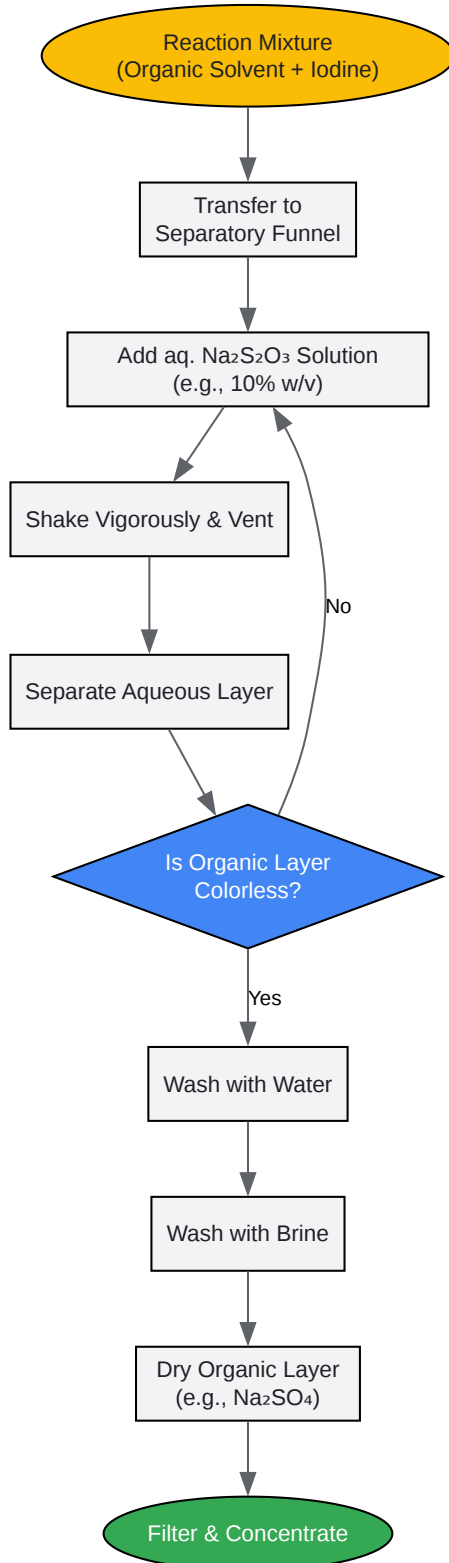 Reaction Mixture
(Organic Solvent + Iodine)
Transfer to
Separatory Funnel
Add aq. Na₂S₂O₃ Solution
(e.g., 10% w/v)
Shake Vigorously & Vent
No
Separate Aqueous Layer
Is Organic Layer
Colorless?
Yes
Wash with Water
Wash with Brine
Dry Organic Layer
(e.g., Na₂SO₄)
Filter & Concentrate